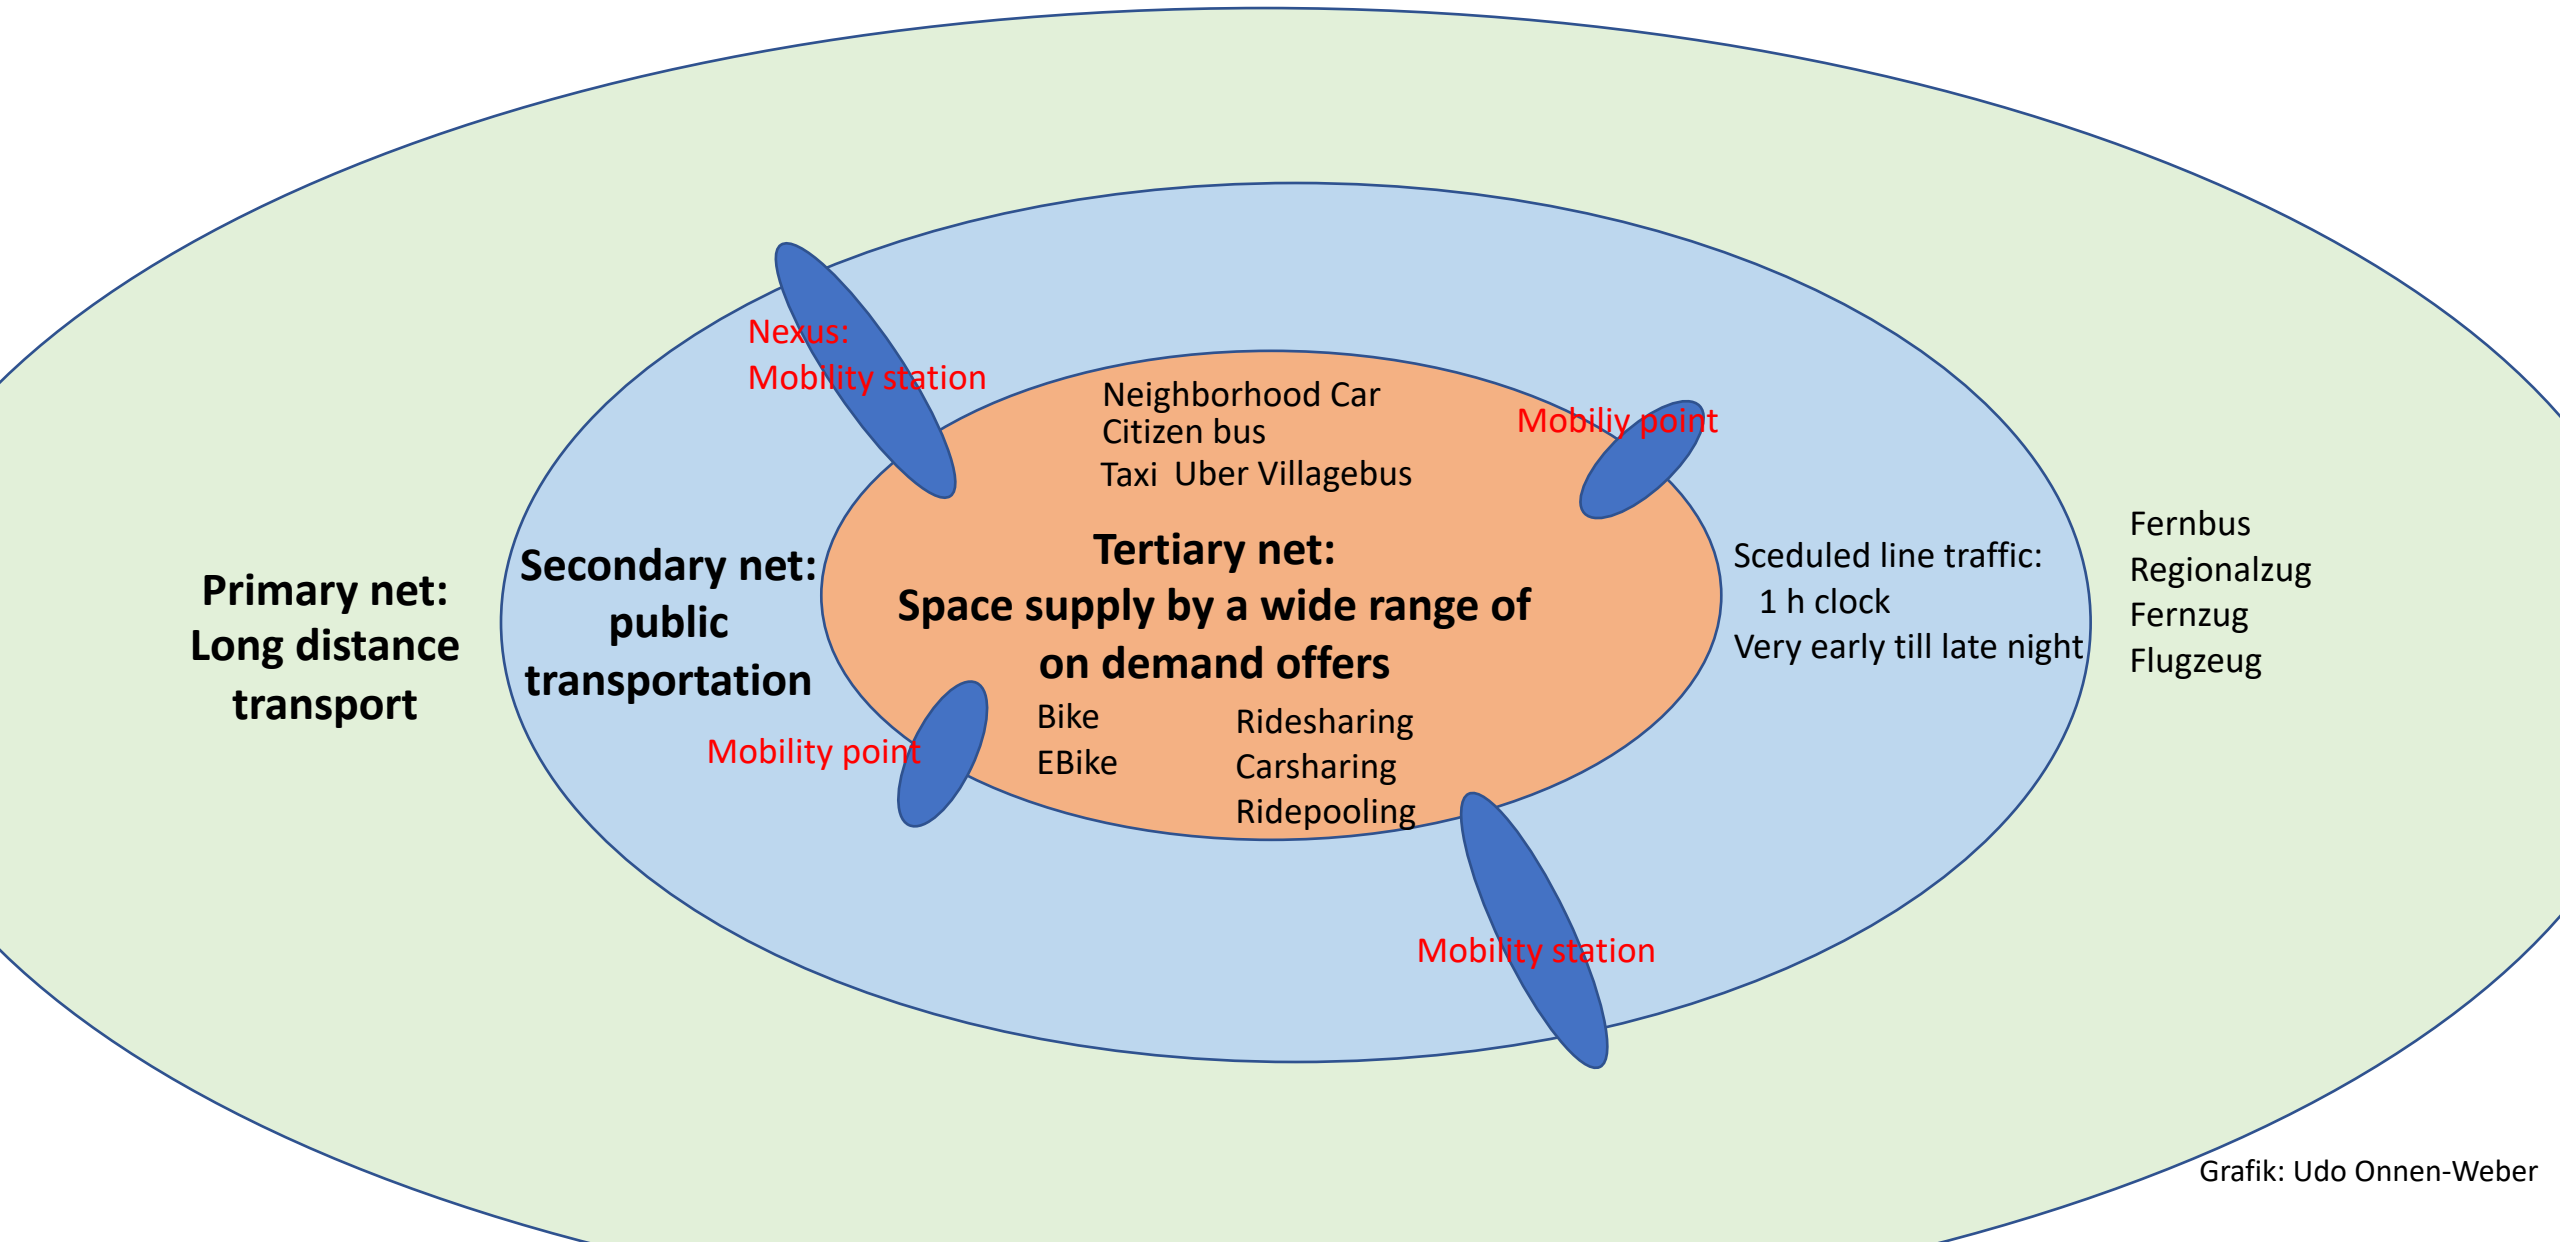 Nexus:
Mobility station
Neighborhood Car
Citizen bus
Taxi Uber Villagebus
Mobiliy point
Primary net:
Long distance
transport
Secondary net:
public
transportation
Tertiary net:
Space supply by a wide range of
on demand offers
Sceduled line traffic:
1 h clock
Very early till late night
Fernbus
Regionalzug
Fernzug
Flugzeug
Mobility point
Bike
EBike
Ridesharing
Carsharing
Ridepooling
Mobility station
Grafik: Udo Onnen-Weber